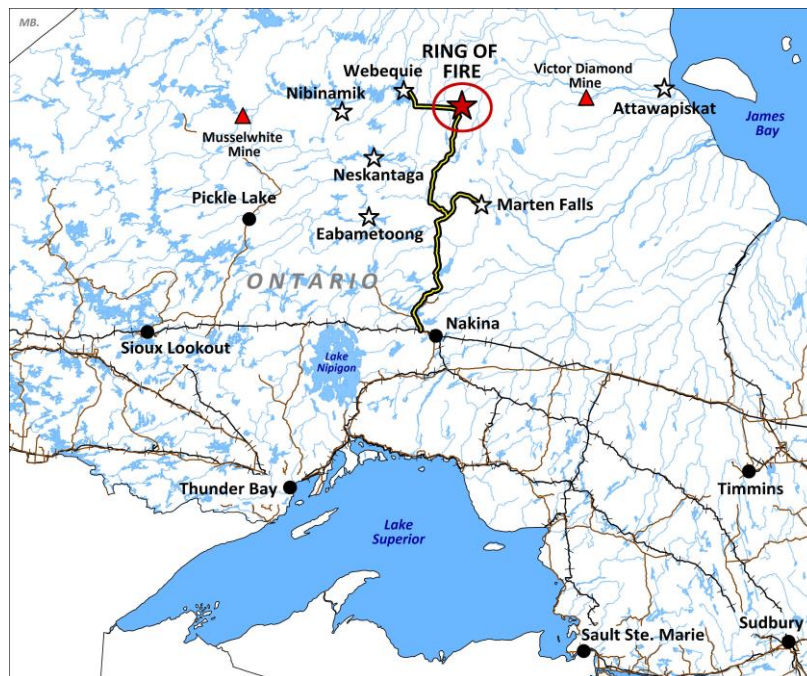 MB.
RING OF
FIRE
Webequie
Victor Diamond
Mine
Nibinamik
Attawapiskat
James
Bay
Musselwhite
Mine
Neskantaga
Pickle Lake
Marten Falls
Eabametoong
ONTARIO
Nakina
Sioux Lookout
Lake
Nipigon
Thunder Bay
Timmins
Lake
Superior
Sault Ste. Marie
Sudbury